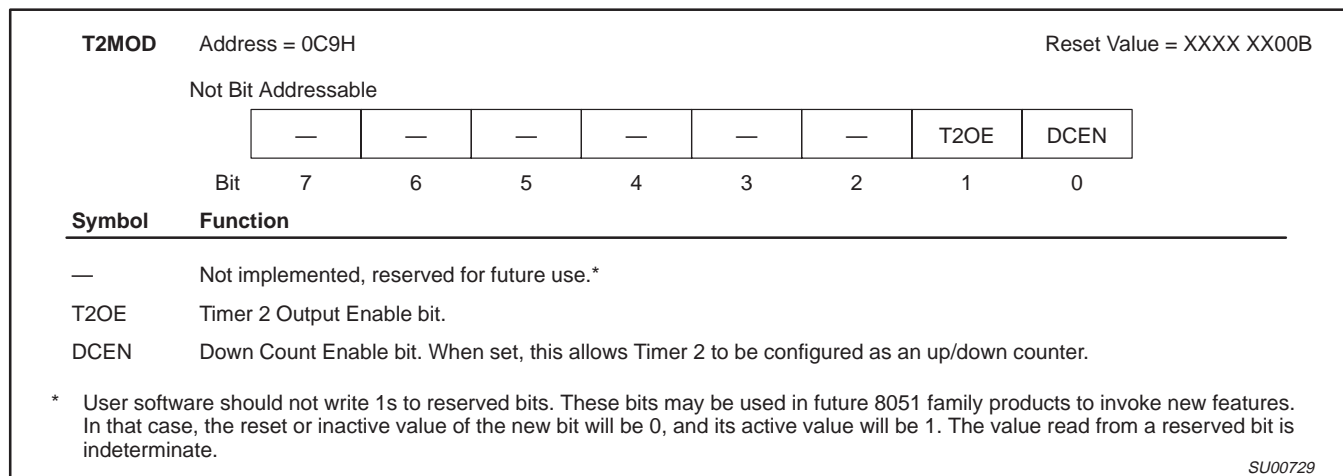 T2MOD Address = 0C9H Reset Value = XXXX XX00B
Not Bit Addressable
— — — — — — T2OE DCEN
Bit 7 6 5 4 3 2 1 0
Symbol Function
— Not implemented, reserved for future use.*
T2OE Timer 2 Output Enable bit.
DCEN Down Count Enable bit. When set, this allows Timer 2 to be configured as an up/down counter.
* User software should not write 1s to reserved bits. These bits may be used in future 8051 family products to invoke new features.
In that case, the reset or inactive value of the new bit will be 0, and its active value will be 1. The value read from a reserved bit is
indeterminate.
SU00729